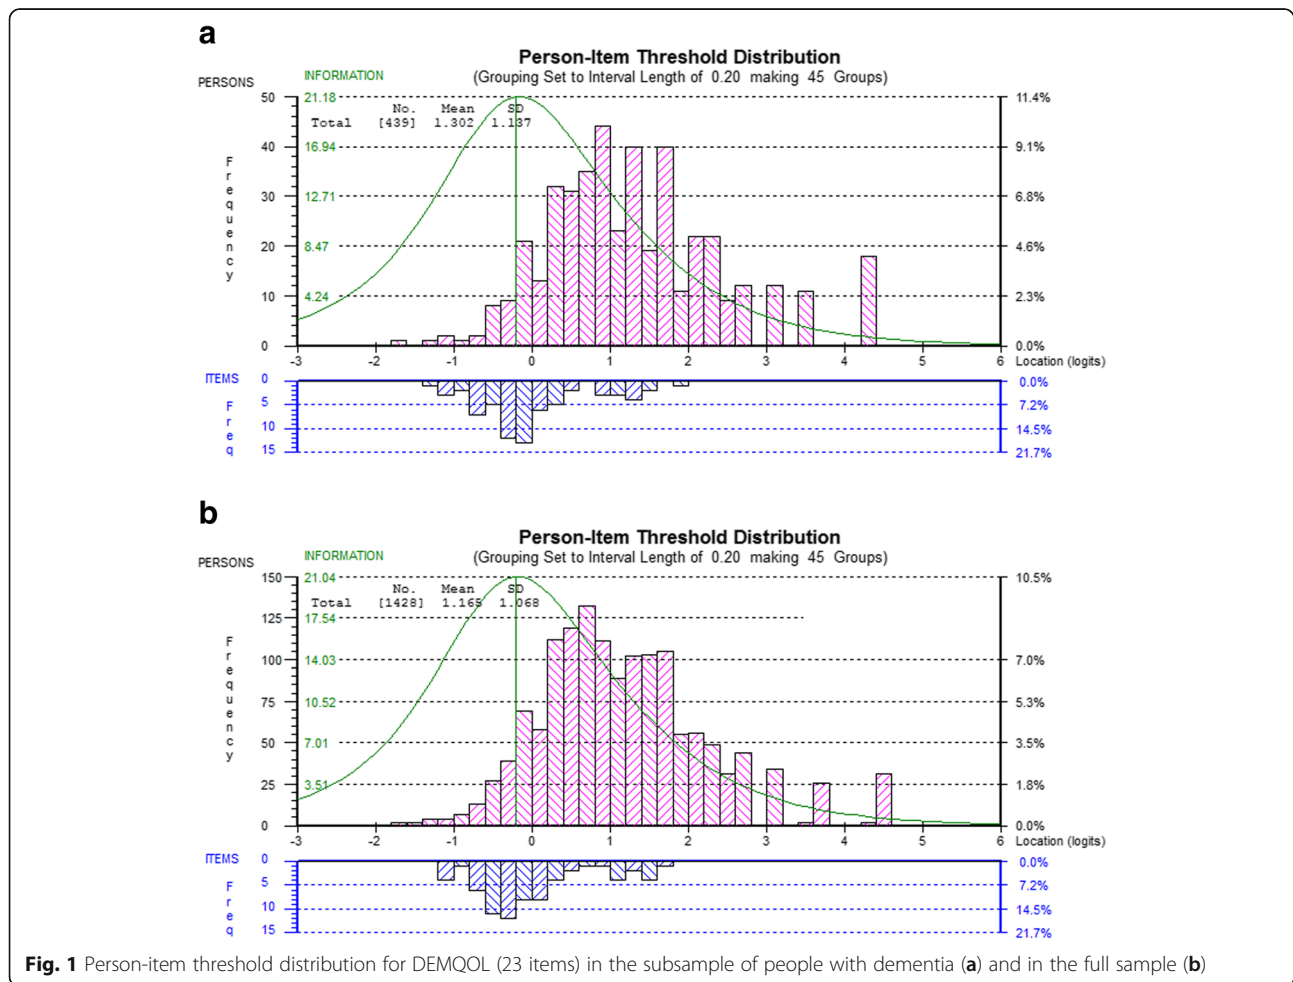 a
Person-Item Threshold Distribution
(Grouping Set to Interval Length of 0.20 making 45 Groups)
PERSONS
INFORMATION
No. Mean SD
Total [439] 1.302 1.137
Frequency
50 21.18 11.4%
40 16.94 9.1%
30 12.71 6.8%
20 8.47 4.6%
10 4.24 2.3%
0 0.0%
-3 -2 -1 0 1 2 3 4 5 6 Location (logits)
ITEMS 0 0.0%
Freq
5 7.2%
10 14.5%
15 21.7%
b
Person-Item Threshold Distribution
(Grouping Set to Interval Length of 0.20 making 45 Groups)
PERSONS
INFORMATION
No. Mean SD
Total [1428] 1.165 1.068
Frequency
150 21.04 10.5%
125 17.54
100 14.03 7.0%
75 10.52 5.3%
50 7.01 3.5%
25 3.51 1.8%
0 0.0%
-3 -2 -1 0 1 2 3 4 5 6 Location (logits)
ITEMS 0 0.0%
Freq
5 7.2%
10 14.5%
15 21.7%
Fig. 1 Person-item threshold distribution for DEMQOL (23 items) in the subsample of people with dementia (a) and in the full sample (b)